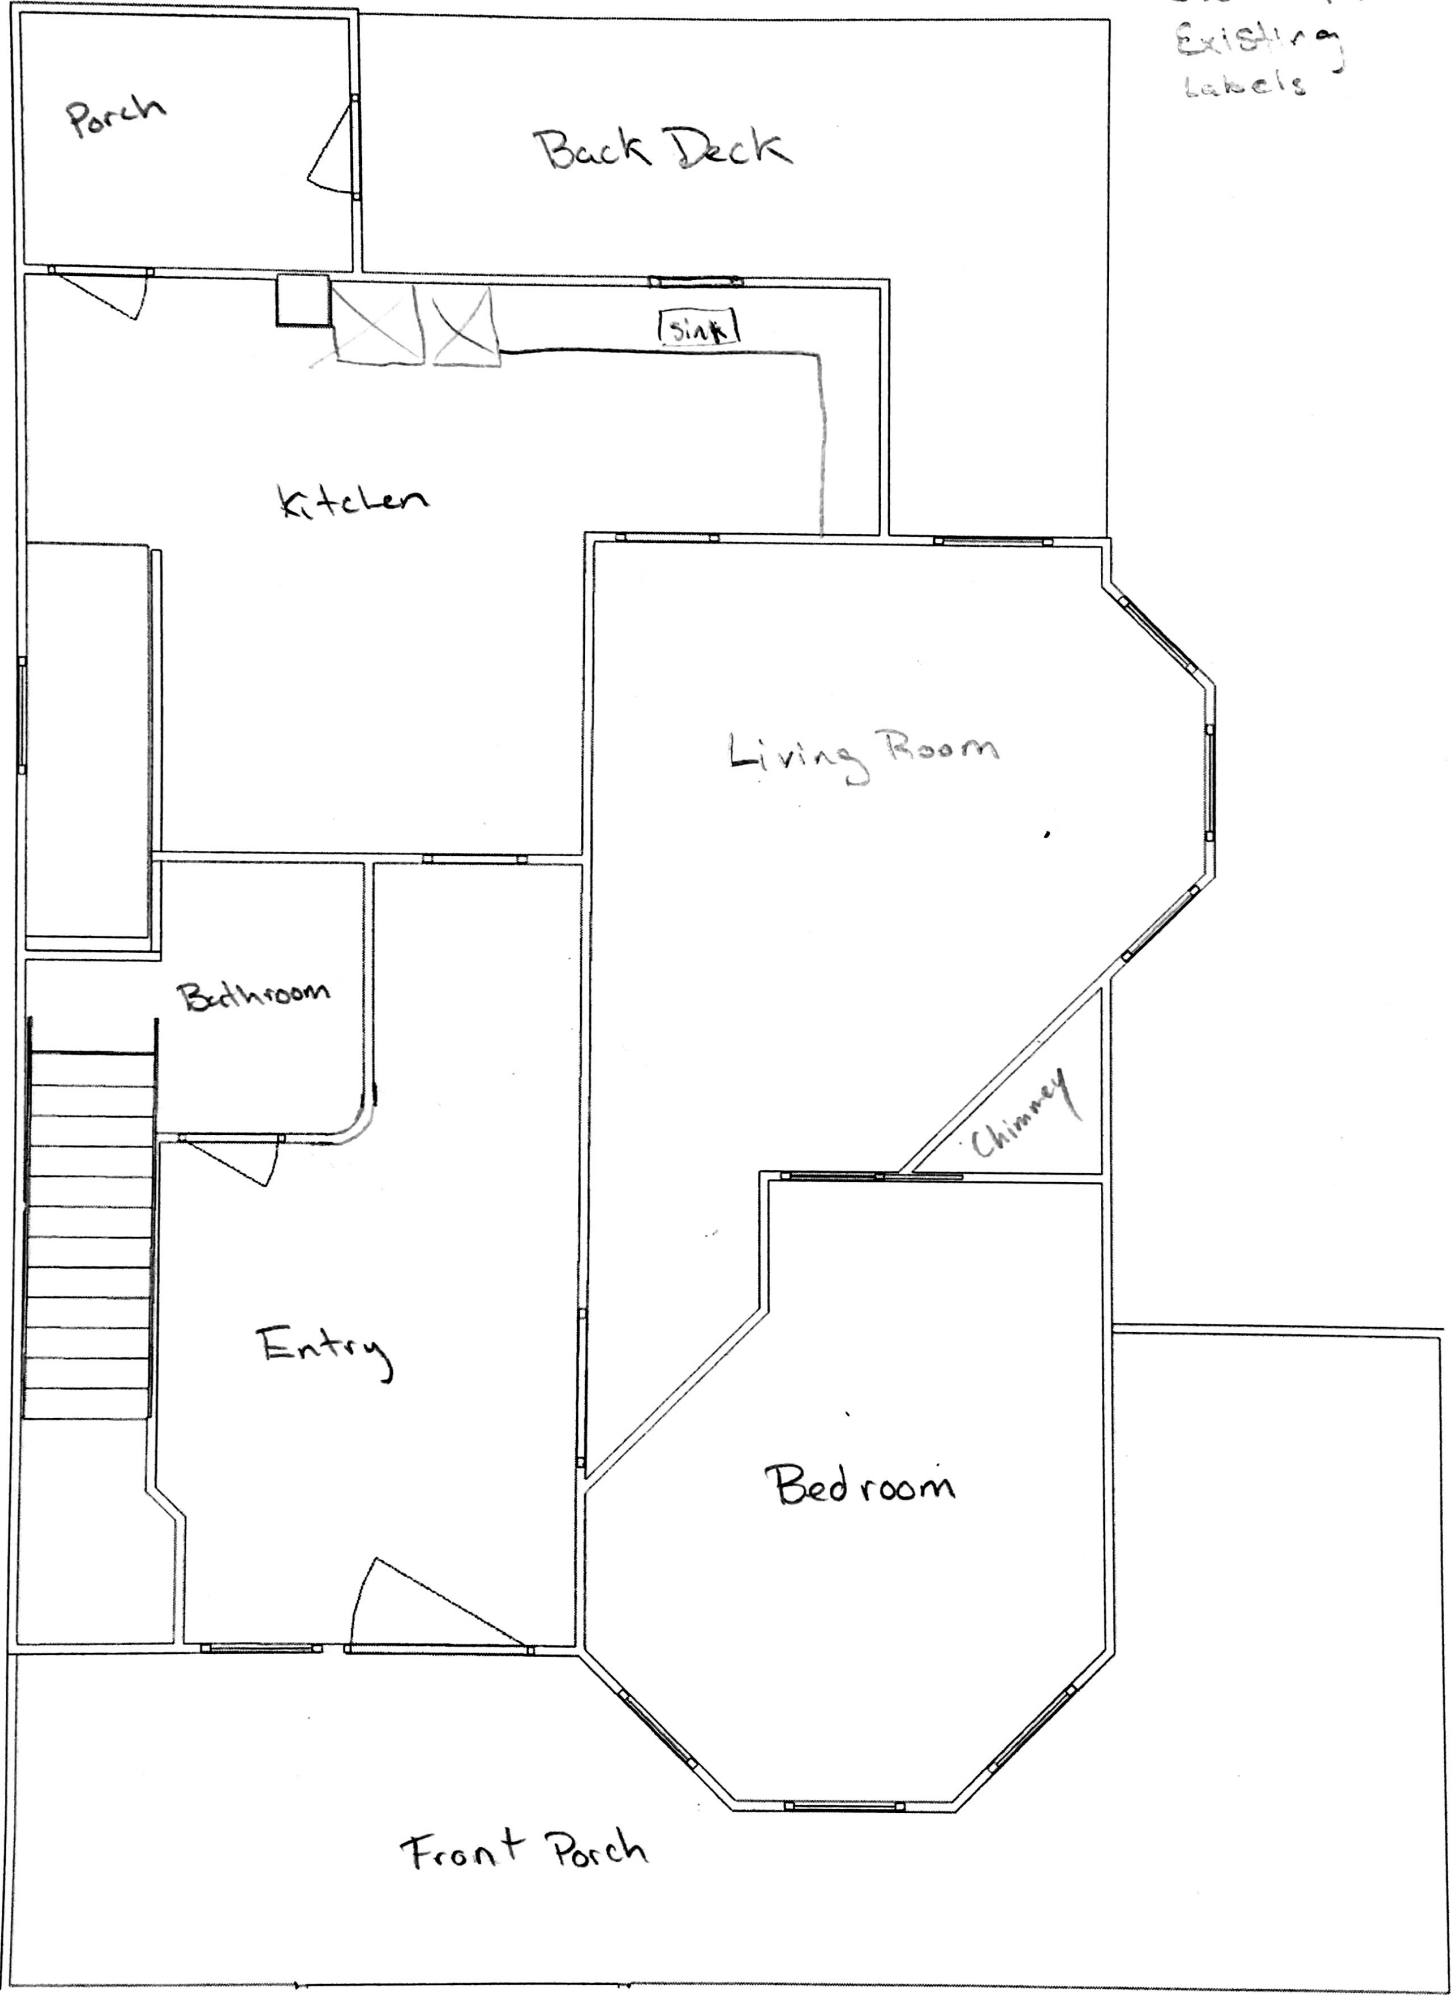 Existing
Labels
Porch
Back Deck
Sink
Kitchen
Living Room
Bathroom
Chimney
Entry
Bedroom
Front Porch